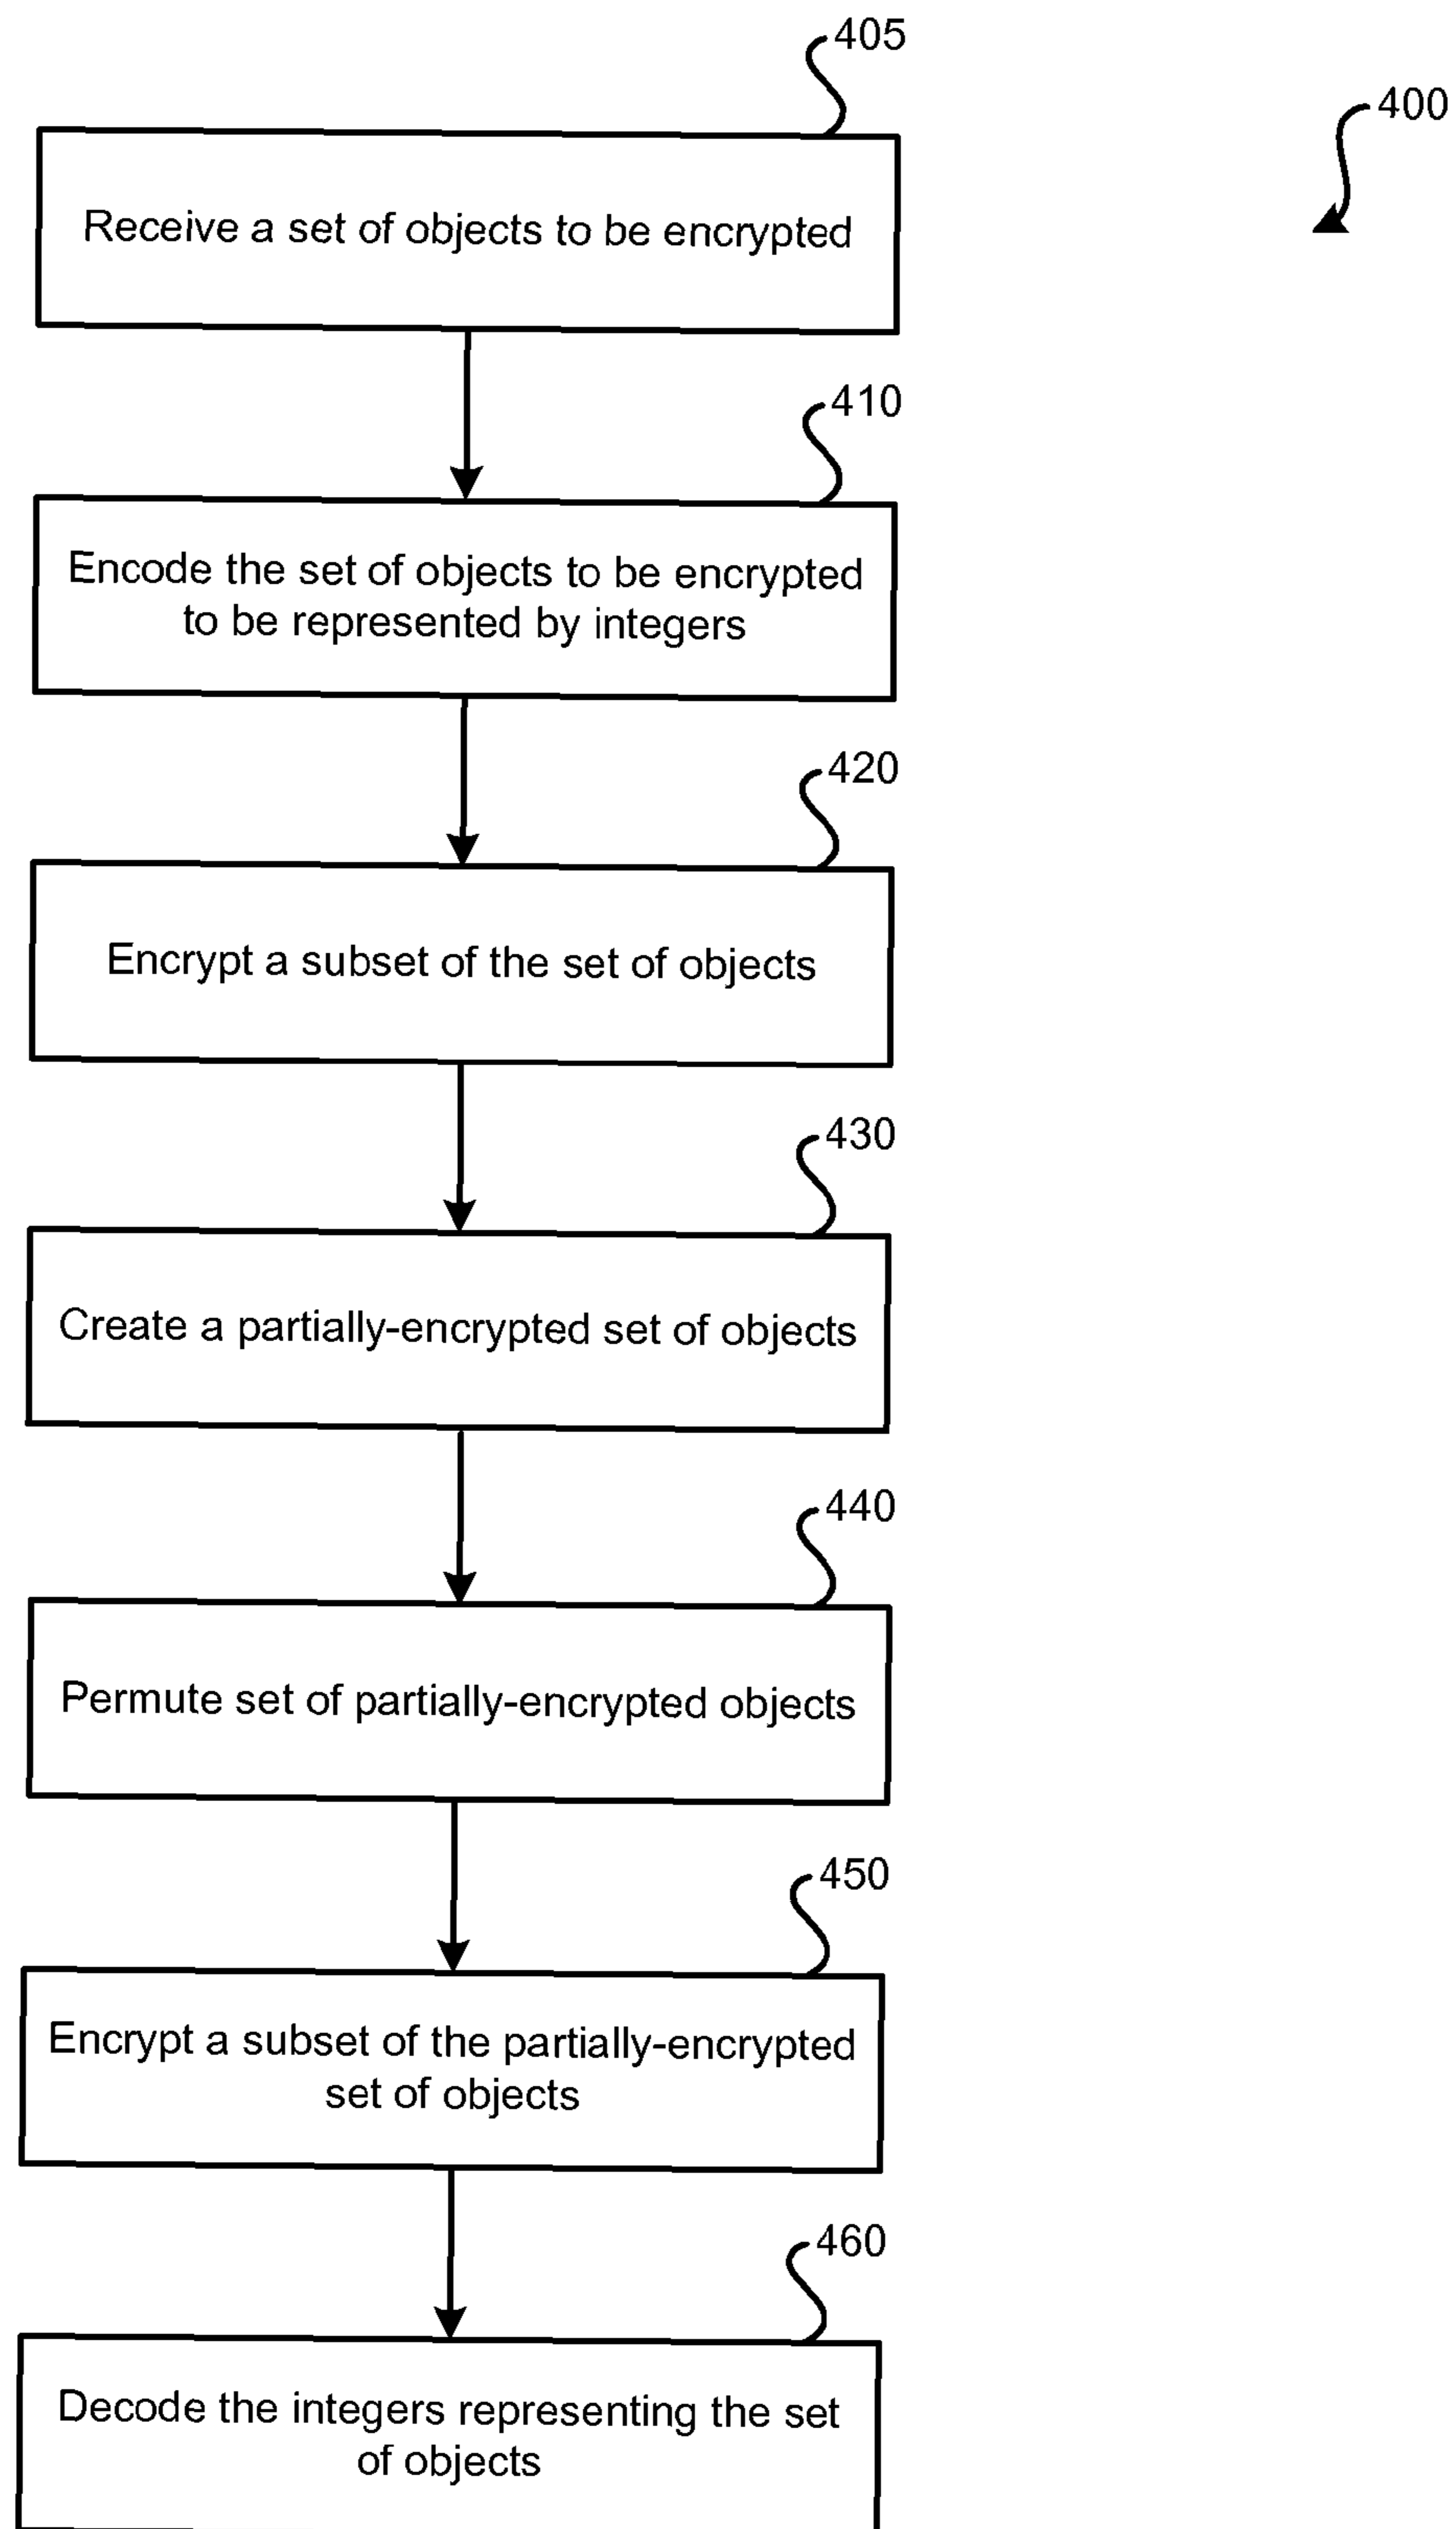 405
400
Receive a set of objects to be encrypted
410
Encode the set of objects to be encrypted
to be represented by integers
420
Encrypt a subset of the set of objects
430
Create a partially-encrypted set of objects
440
Permute set of partially-encrypted objects
450
Encrypt a subset of the partially-encrypted
set of objects
460
Decode the integers representing the set
of objects